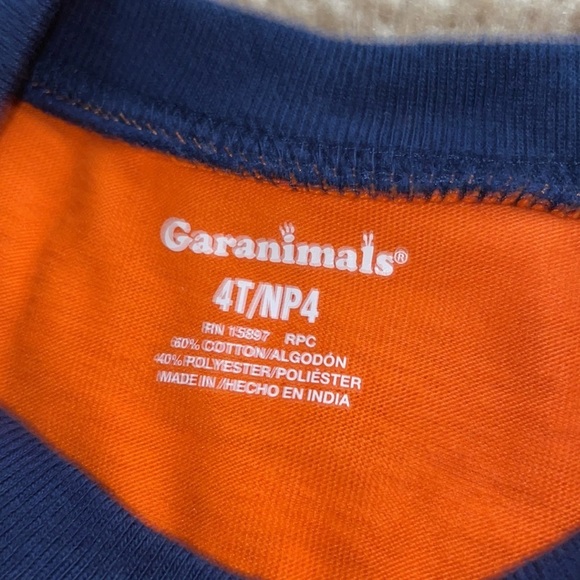 Garanimals®
4T/NP4
RN 15897 RPC
60% COTTON/ALGODÓN
40% POLYESTER/POLIÉSTER
MADE IN/HECHO EN INDIA